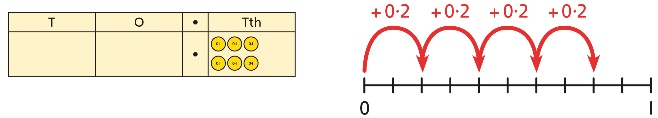 T O • Tth
•
+ 0·2 + 0·2 + 0·2 + 0·2
0 1